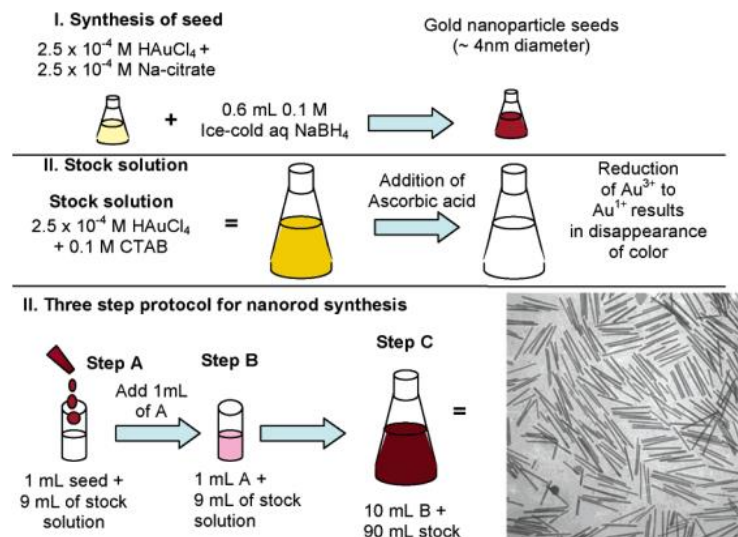 I. Synthesis of seed
2.5 x 10⁻⁴ M HAuCl₄ +
2.5 x 10⁻⁴ M Na-citrate
+
0.6 mL 0.1 M
Ice-cold aq NaBH₄
Gold nanoparticle seeds
(~ 4nm diameter)
II. Stock solution
Stock solution
2.5 x 10⁻⁴ M HAuCl₄
+ 0.1 M CTAB
=
Addition of
Ascorbic acid
Reduction
of Au³⁺ to
Au¹⁺ results
in disappearance
of color
II. Three step protocol for nanorod synthesis
Step A
1 mL seed +
9 mL of stock
solution
Add 1mL
of A
Step B
1 mL A +
9 mL of stock
solution
Step C
10 mL B +
90 mL stock
=